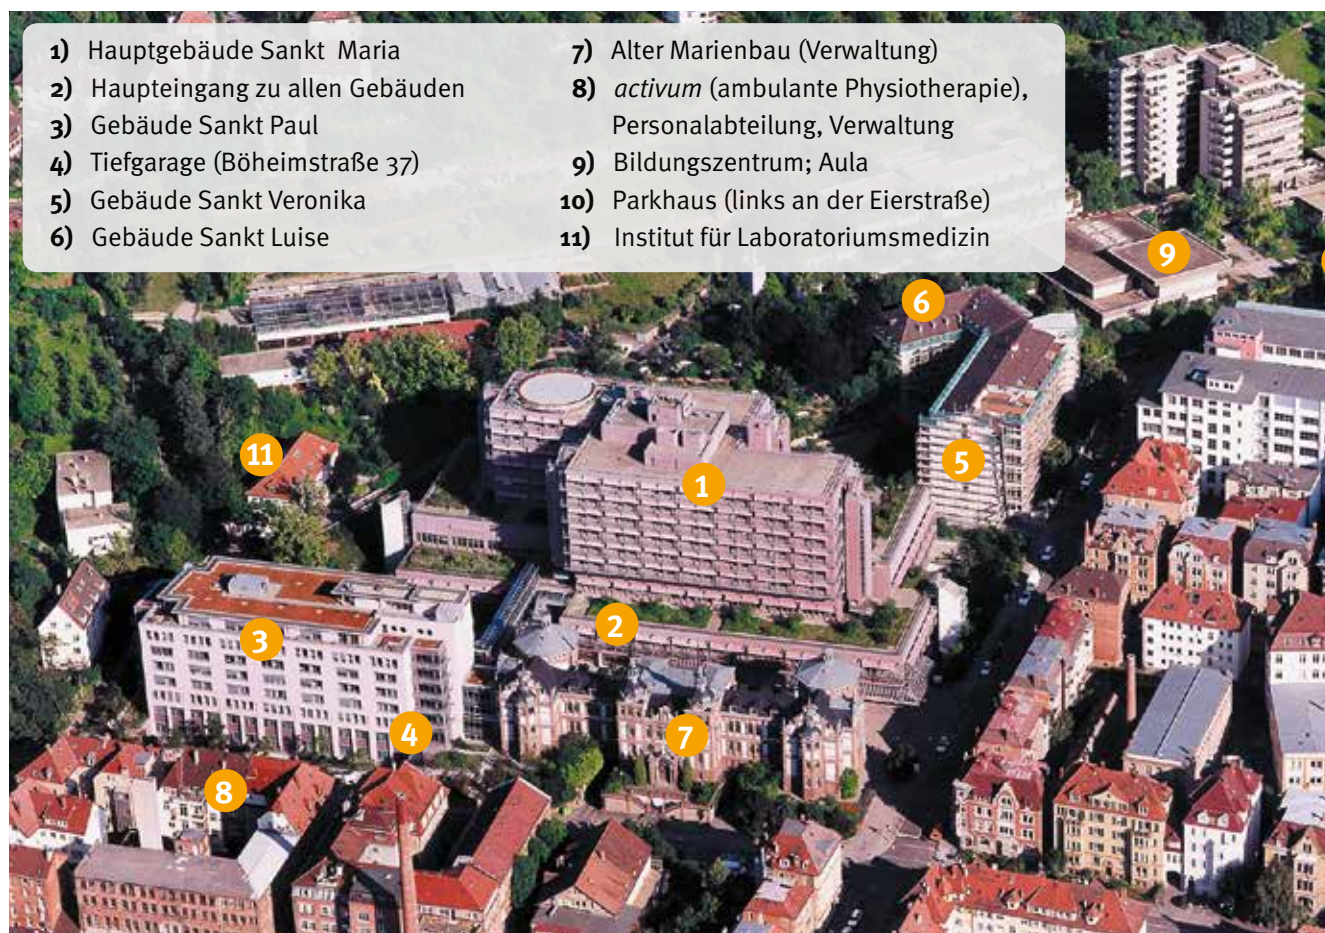 1) Hauptgebäude Sankt Maria
2) Haupteingang zu allen Gebäuden
3) Gebäude Sankt Paul
4) Tiefgarage (Böheimstraße 37)
5) Gebäude Sankt Veronika
6) Gebäude Sankt Luise
7) Alter Marienbau (Verwaltung)
8) activum (ambulante Physiotherapie),
Personalabteilung, Verwaltung
9) Bildungszentrum; Aula
10) Parkhaus (links an der Eierstraße)
11) Institut für Laboratoriumsmedizin
9
6
11
5
1
2
3
4
7
8